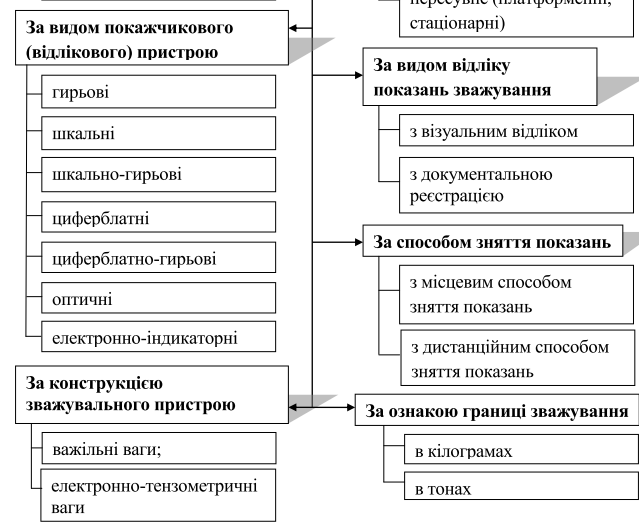 За видом покажчикового
(відлікового) пристрою
гирьові
шкальні
шкально-гирьові
циферблатні
циферблатно-гирьові
оптичні
електронно-індикаторні
За конструкцією
зважувального пристрою
важільні ваги;
електронно-тензометричні
ваги
пересувні (платформенні,
стаціонарні)
За видом відліку
показань зважування
з візуальним відліком
з документальною
реєстрацією
За способом зняття показань
з місцевим способом
зняття показань
з дистанційним способом
зняття показань
За ознакою границі зважування
в кілограмах
в тонах